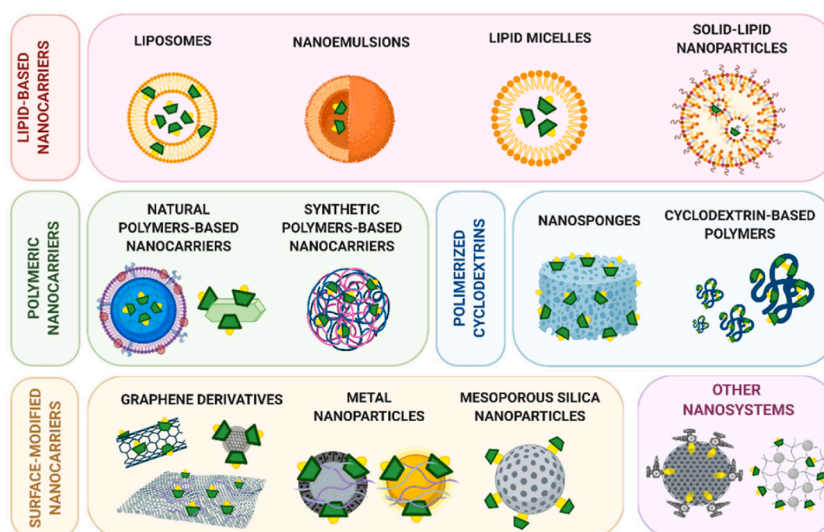 LIPID-BASED
NANOCARRIERS
LIPOSOMES
NANOEMULSIONS
LIPID MICELLES
SOLID-LIPID
NANOPARTICLES
POLYMERIC
NANOCARRIERS
NATURAL
POLYMERS-BASED
NANOCARRIERS
SYNTHETIC
POLYMERS-BASED
NANOCARRIERS
POLIMERIZED
CYCLODEXTRINS
NANOSPONGES
CYCLODEXTRIN-BASED
POLYMERS
SURFACE-MODIFIED
NANOCARRIERS
GRAPHENE DERIVATIVES
METAL
NANOPARTICLES
MESOPOROUS SILICA
NANOPARTICLES
OTHER
NANOSYSTEMS